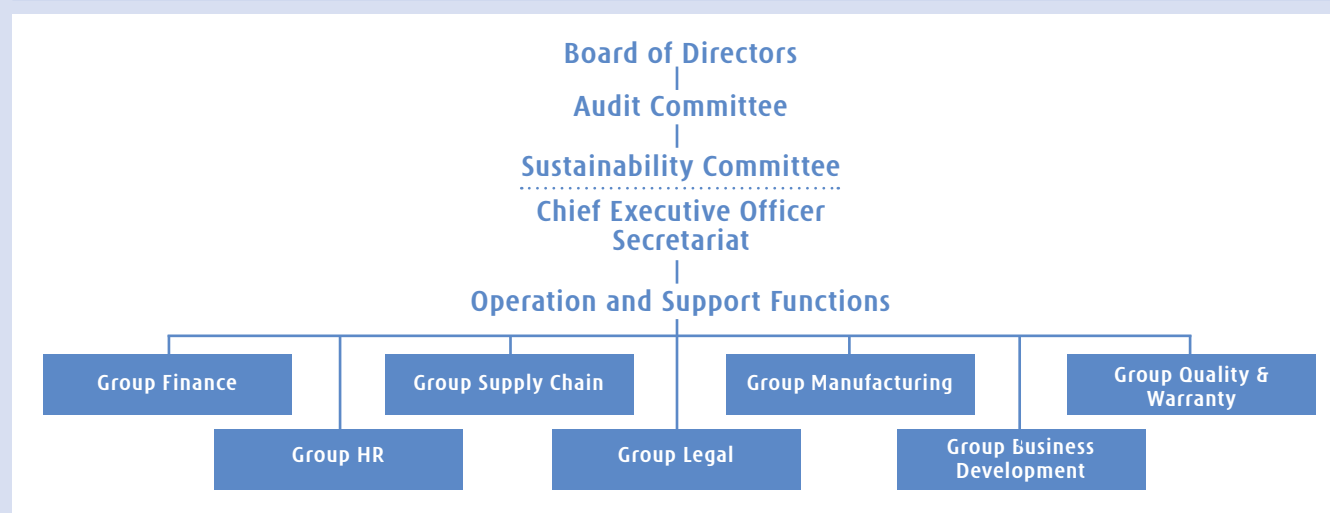 Board of Directors
Audit Committee
Sustainability Committee
Chief Executive Officer
Secretariat
Operation and Support Functions
Group Finance
Group Supply Chain
Group Manufacturing
Group Quality &
Warranty
Group HR
Group Legal
Group Business
Development